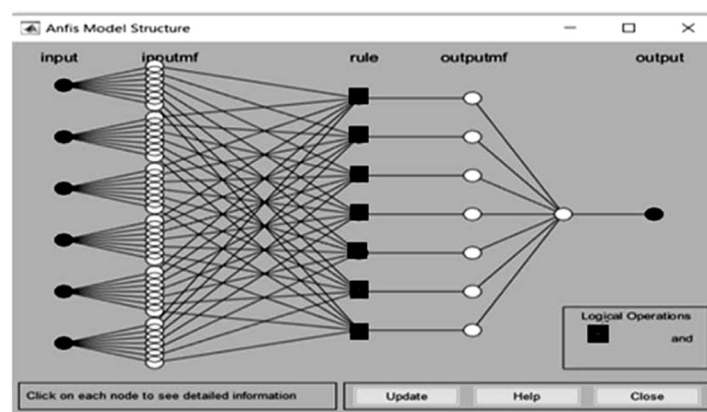 Anfis Model Structure
input inputmf rule outputmf output
Logical Operations
and
Click on each node to see detailed information Update Help Close